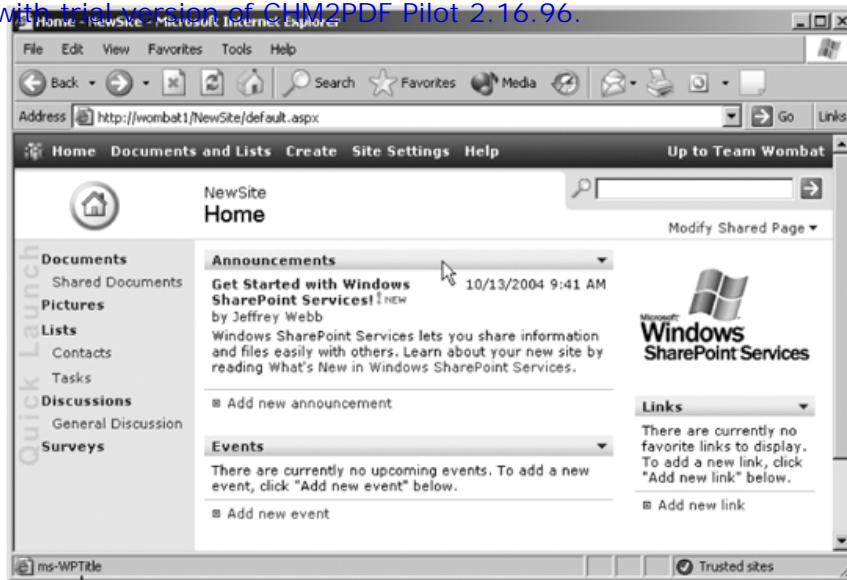 with trial version of CHM2PDF Pilot 2.16.96.
Home - NewSite - Microsoft Internet Explorer
File Edit View Favorites Tools Help
Back Search Favorites Media
Address http://wombat1/NewSite/default.aspx Go Links
Home Documents and Lists Create Site Settings Help Up to Team Wombat
NewSite
Home
Modify Shared Page
Quick Launch
Documents
Shared Documents
Pictures
Lists
Contacts
Tasks
Discussions
General Discussion
Surveys
Announcements
Get Started with Windows 10/13/2004 9:41 AM
SharePoint Services! NEW
by Jeffrey Webb
Windows SharePoint Services lets you share information
and files easily with others. Learn about your new site by
reading What's New in Windows SharePoint Services.
Add new announcement
Events
There are currently no upcoming events. To add a new
event, click "Add new event" below.
Add new event
Microsoft
Windows
SharePoint Services
Links
There are currently no
favorite links to display.
To add a new link, click
"Add new link" below.
Add new link
ms-WPTitle Trusted sites